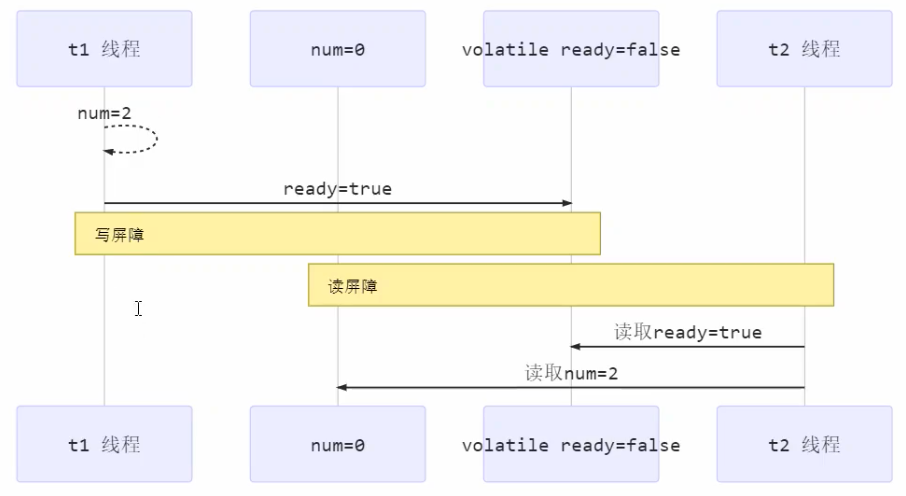 t1 线程
num=0
volatile ready=false
t2 线程
num=2
ready=true
写屏障
读屏障
读取ready=true
读取num=2
t1 线程
num=0
volatile ready=false
t2 线程